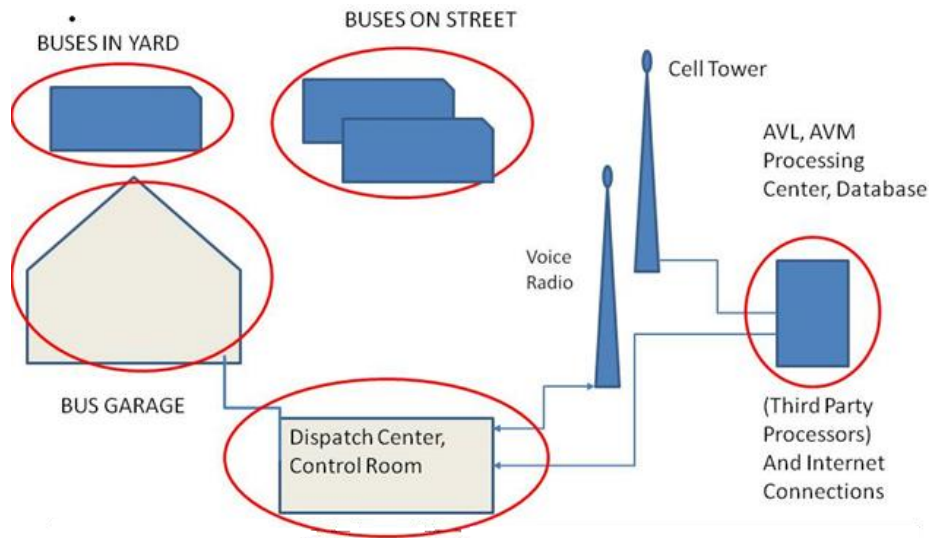 BUSES IN YARD
BUSES ON STREET
Cell Tower
AVL, AVM
Processing
Center, Database
Voice
Radio
BUS GARAGE
Dispatch Center,
Control Room
(Third Party
Processors)
And Internet
Connections